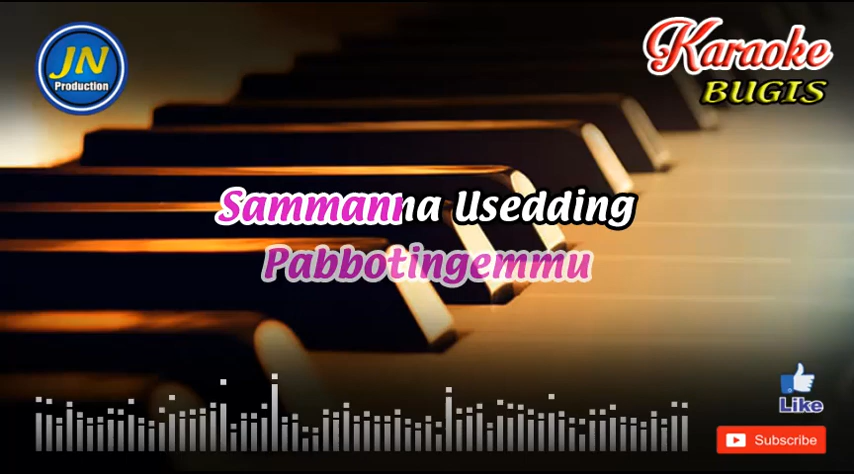 JN
Production
Karaoke
BUGIS
Sammanna Usedding
Pabbotingemmu
Like
Subscribe